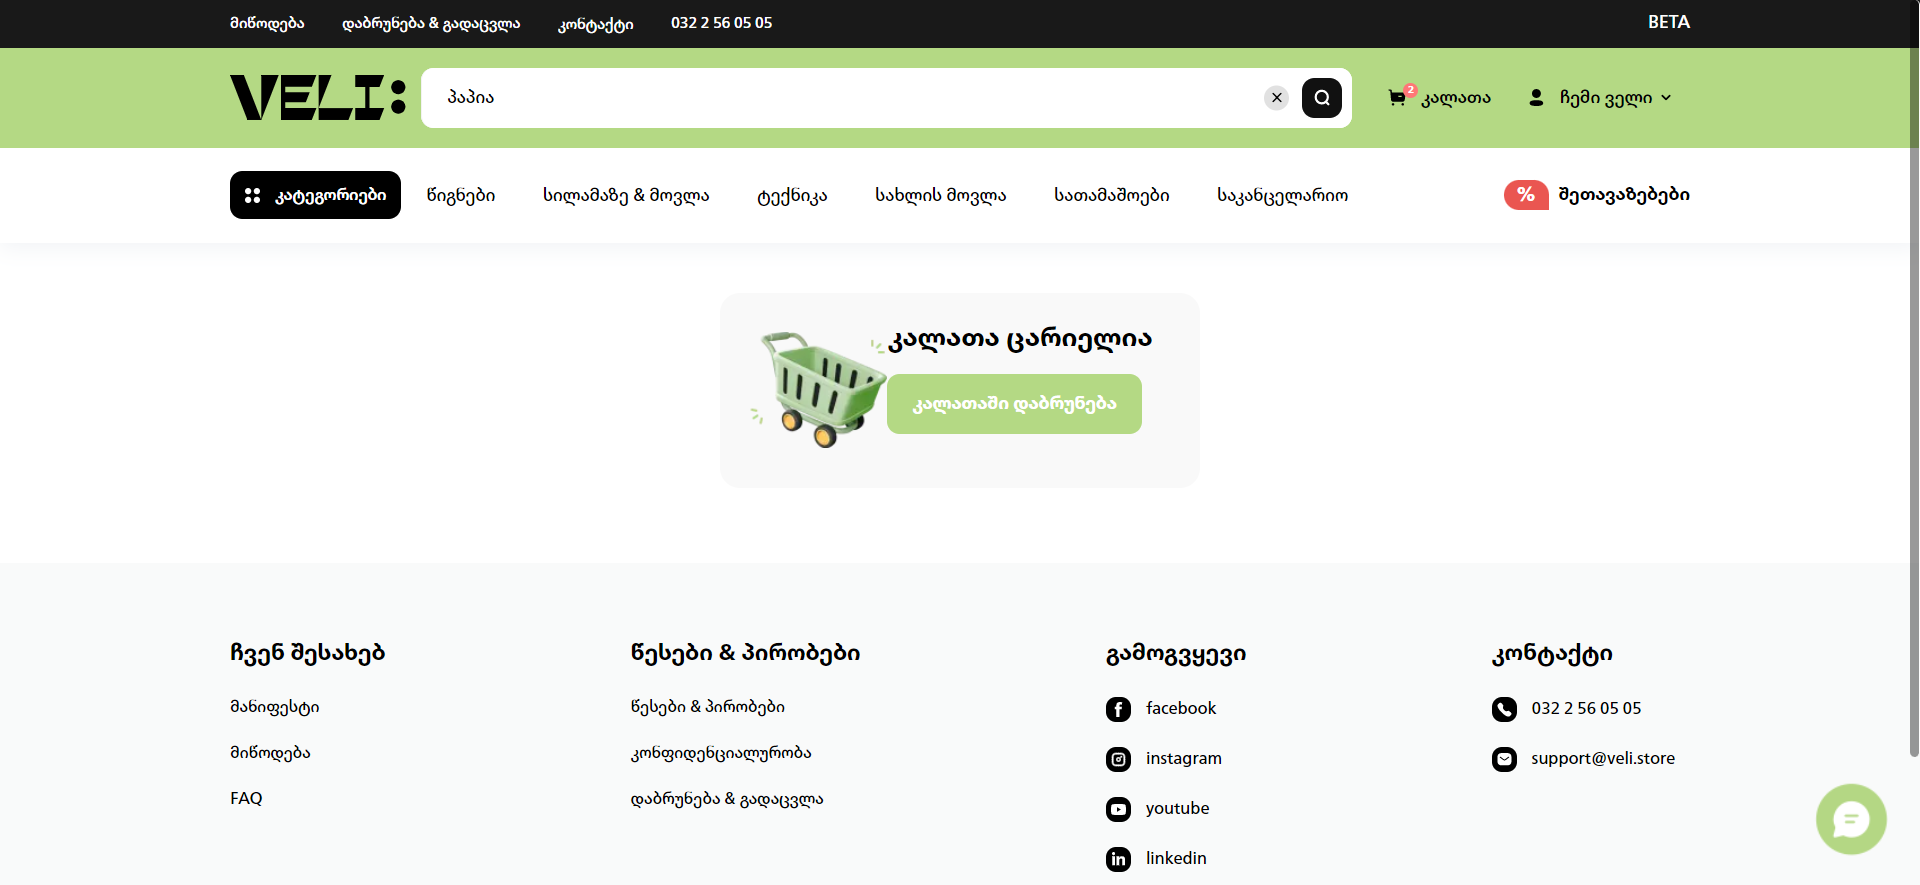 მიწოდება დაბრუნება & გადაცვლა კონტაქტი 032 2 56 05 05 BETA
VELI: პაპია 2 კალათა ჩემი ველი
კატეგორიები წიგნები სილამაზე & მოვლა ტექნიკა სახლის მოვლა სათამაშოები საკანცელარიო % შეთავაზებები
კალათა ცარიელია
კალათაში დაბრუნება
ჩვენ შესახებ წესები & პირობები გამოგვყევი კონტაქტი
მანიფესტი წესები & პირობები facebook 032 2 56 05 05
მიწოდება კონფიდენციალურობა instagram support@veli.store
FAQ დაბრუნება & გადაცვლა youtube
linkedin